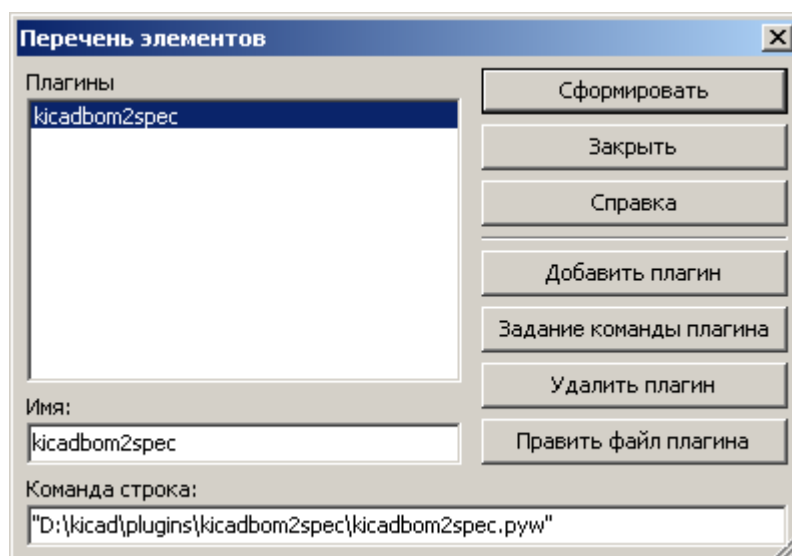 Перечень элементов
Плагины
kicadbom2spec
Сформировать
Закрыть
Справка
Добавить плагин
Задание команды плагина
Удалить плагин
Править файл плагина
Имя:
kicadbom2spec
Команда строка:
"D:\kicad\plugins\kicadbom2spec\kicadbom2spec.pyw"